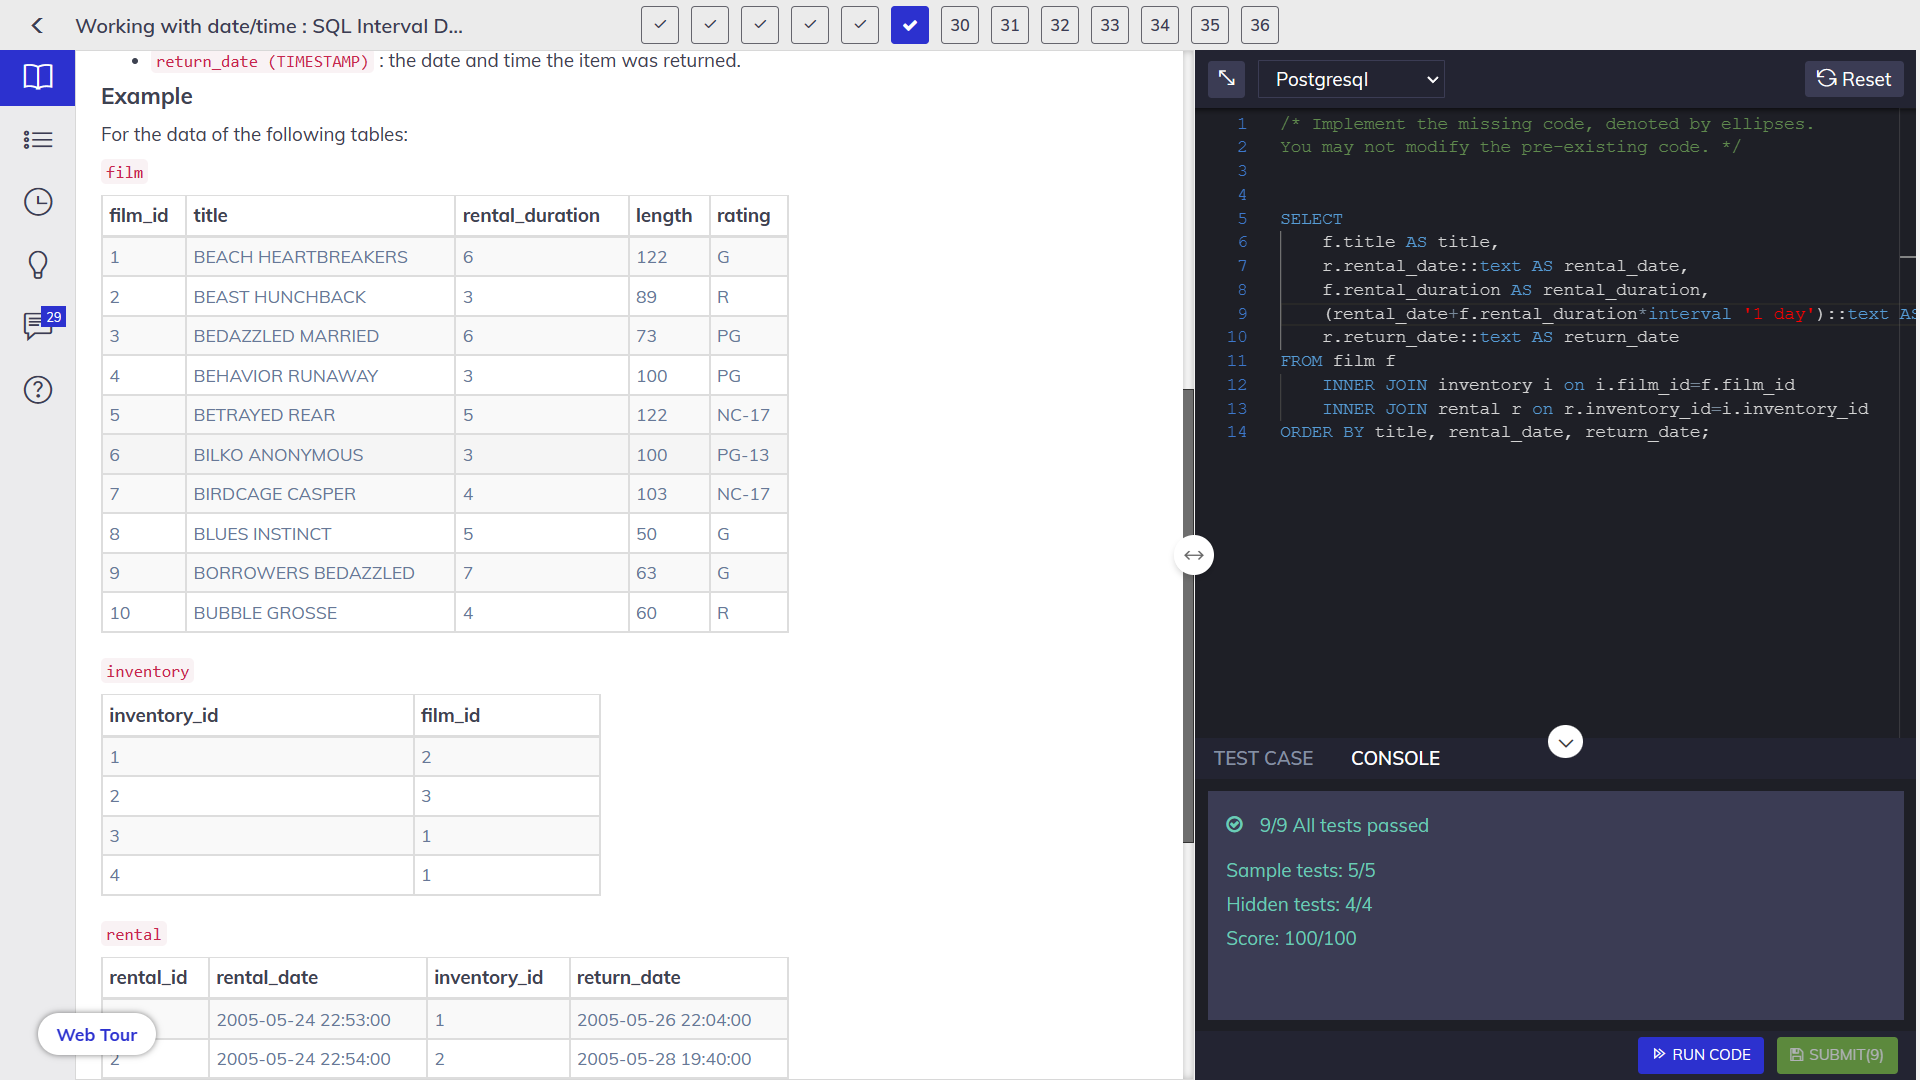 Working with date/time : SQL Interval D...
30 31 32 33 34 35 36
return_date (TIMESTAMP) : the date and time the item was returned.
Example
For the data of the following tables:
film
film_id title rental_duration length rating
1 BEACH HEARTBREAKERS 6 122 G
2 BEAST HUNCHBACK 3 89 R
3 BEDAZZLED MARRIED 6 73 PG
4 BEHAVIOR RUNAWAY 3 100 PG
5 BETRAYED REAR 5 122 NC-17
6 BILKO ANONYMOUS 3 100 PG-13
7 BIRDCAGE CASPER 4 103 NC-17
8 BLUES INSTINCT 5 50 G
9 BORROWERS BEDAZZLED 7 63 G
10 BUBBLE GROSSE 4 60 R
inventory
inventory_id film_id
1 2
2 3
3 1
4 1
rental
rental_id rental_date inventory_id return_date
2005-05-24 22:53:00 1 2005-05-26 22:04:00
2 2005-05-24 22:54:00 2 2005-05-28 19:40:00
29
Web Tour
Postgresql
Reset
1 /* Implement the missing code, denoted by ellipses.
2 You may not modify the pre-existing code. */
3
4
5 SELECT
6 f.title AS title,
7 r.rental_date::text AS rental_date,
8 f.rental_duration AS rental_duration,
9 (rental_date+f.rental_duration*interval '1 day')::text AS
10 r.return_date::text AS return_date
11 FROM film f
12 INNER JOIN inventory i on i.film_id=f.film_id
13 INNER JOIN rental r on r.inventory_id=i.inventory_id
14 ORDER BY title, rental_date, return_date;
TEST CASE CONSOLE
9/9 All tests passed
Sample tests: 5/5
Hidden tests: 4/4
Score: 100/100
RUN CODE
SUBMIT(9)